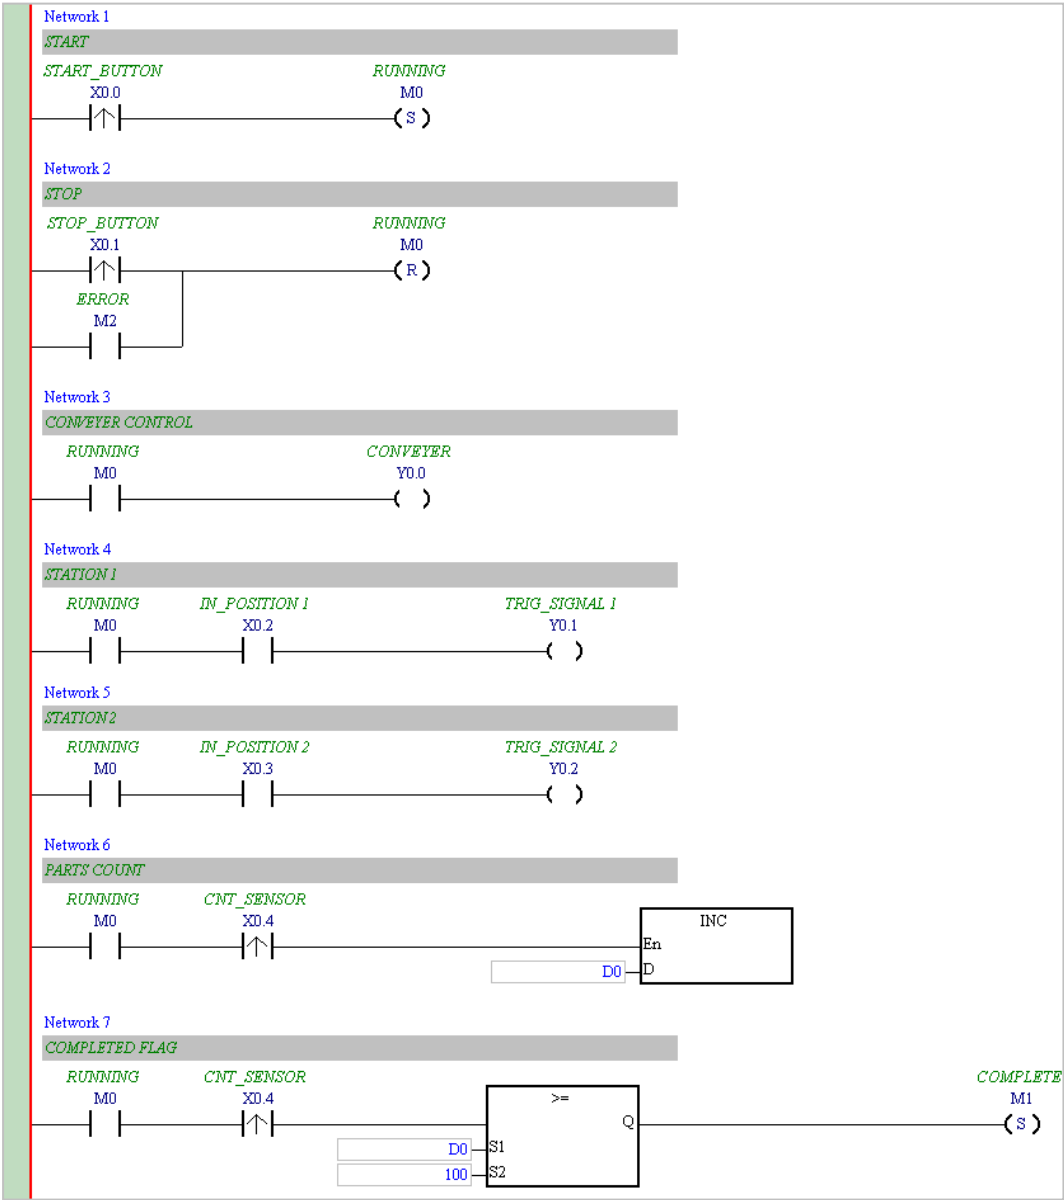 Network 1
START
START_BUTTON RUNNING
X0.0 M0
S
Network 2
STOP
STOP_BUTTON RUNNING
X0.1 M0
R
ERROR
M2
Network 3
CONVEYER CONTROL
RUNNING CONVEYER
M0 Y0.0
Network 4
STATION 1
RUNNING IN_POSITION 1 TRIG_SIGNAL 1
M0 X0.2 Y0.1
Network 5
STATION 2
RUNNING IN_POSITION 2 TRIG_SIGNAL 2
M0 X0.3 Y0.2
Network 6
PARTS COUNT
RUNNING CNT_SENSOR
M0 X0.4 INC
En
D0 D
Network 7
COMPLETED FLAG
RUNNING CNT_SENSOR COMPLETE
M0 X0.4 >= M1
Q S
D0 S1
100 S2